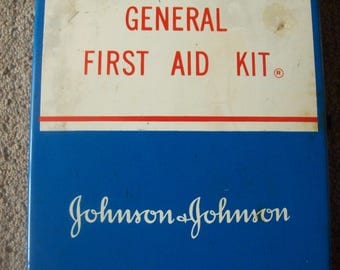 GENERAL
FIRST AID KIT®
Johnson & Johnson